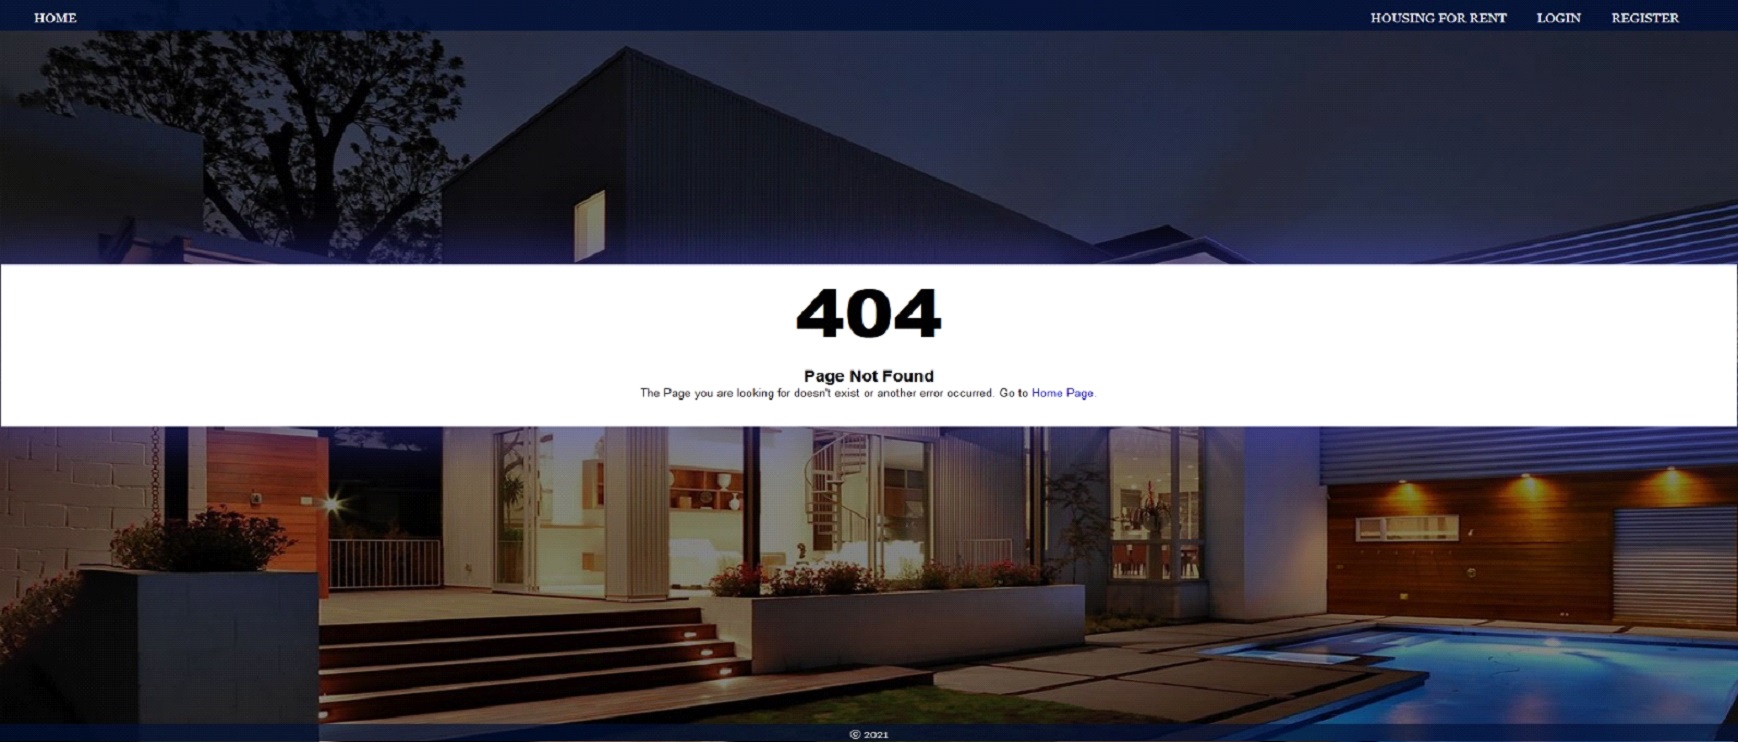 HOME HOUSING FOR RENT LOGIN REGISTER
404
Page Not Found
The Page you are looking for doesn't exist or another error occurred. Go to Home Page.
© 2021